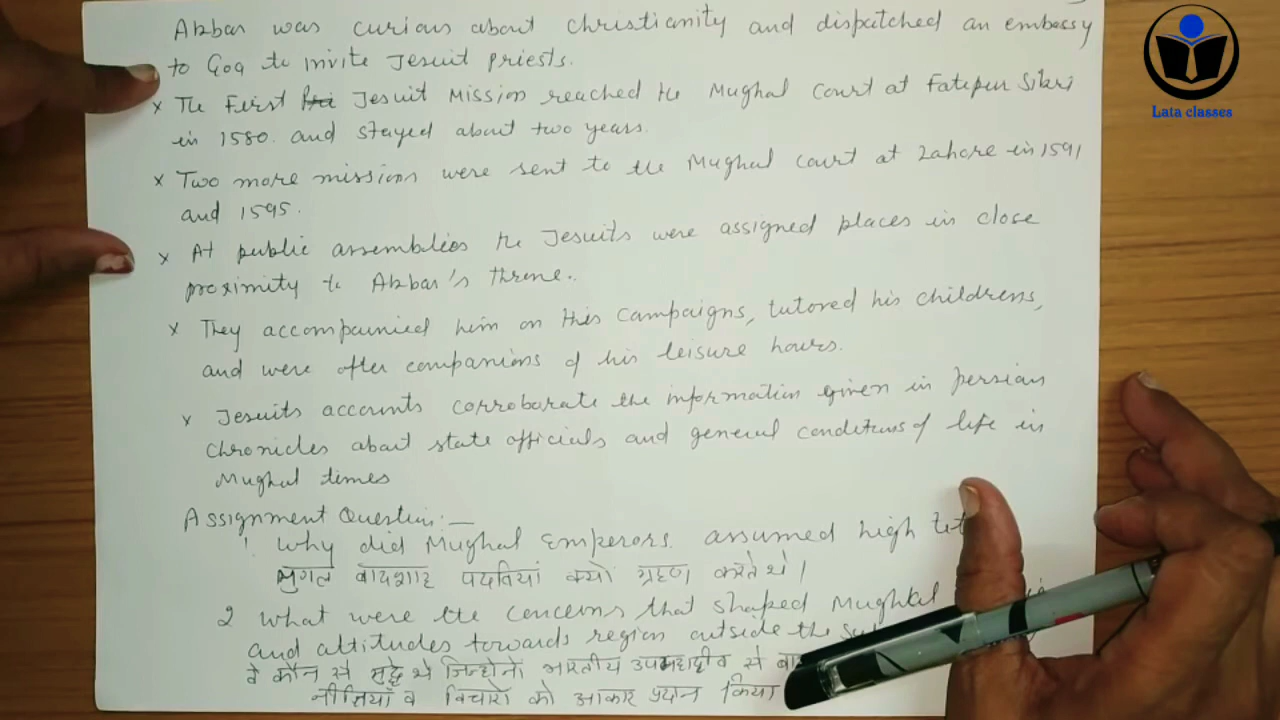 Akbar was curious about Christianity and dispatched an embassy
to Goa to invite Jesuit priests.
x The First Jesuit Mission reached the Mughal Court at Fatepur Sikri
in 1580. and stayed about two years.
x Two more missions were sent to the Mughal court at Lahore in 1591
and 1595.
x At public assemblies the Jesuits were assigned places in close
proximity to Akbar's throne.
x They accompanied him on this campaigns, tutored his childrens,
and were often companions of his leisure hours.
x Jesuits accounts corroborate the information given in persian
chronicles about state officials and general conditions of life in
Mughal times
Assignment Question:—
1. Why did Mughal Emperors assumed high
मुगल बादशाह पदवियां क्यों ग्रहण करते थे।
2 What were the concerns that shaped Mughal
and attitudes towards region outside the
वे कौन से मुद्दे थे जिन्होंने भारतीय उपमहाद्वीप से
नीतियां व विचारों को आकार प्रदान किया
Lata classes